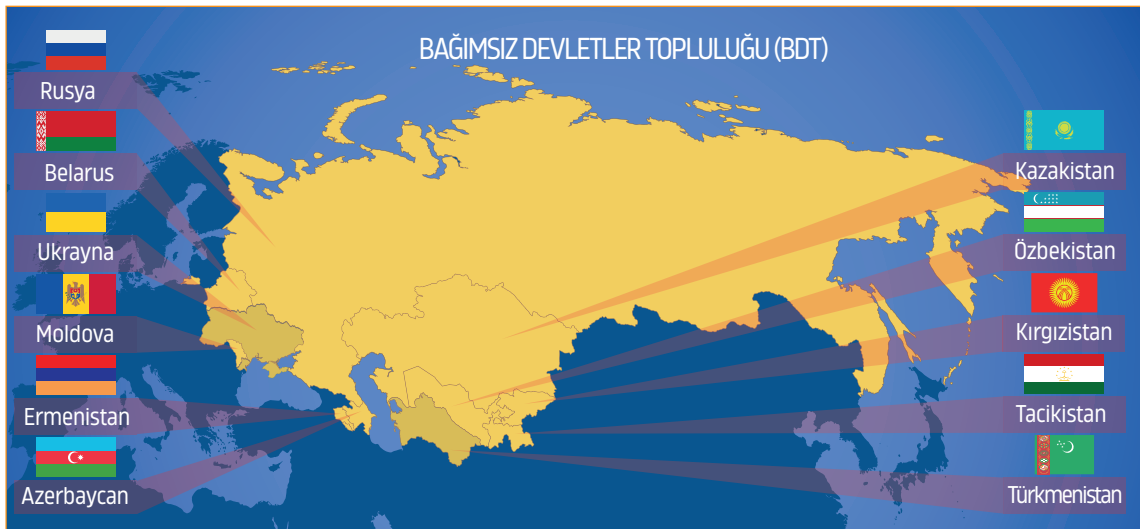 BAĞIMSIZ DEVLETLER TOPLULUĞU (BDT)
Rusya
Belarus
Ukrayna
Moldova
Ermenistan
Azerbaycan
Kazakistan
Özbekistan
Kırgızistan
Tacikistan
Türkmenistan